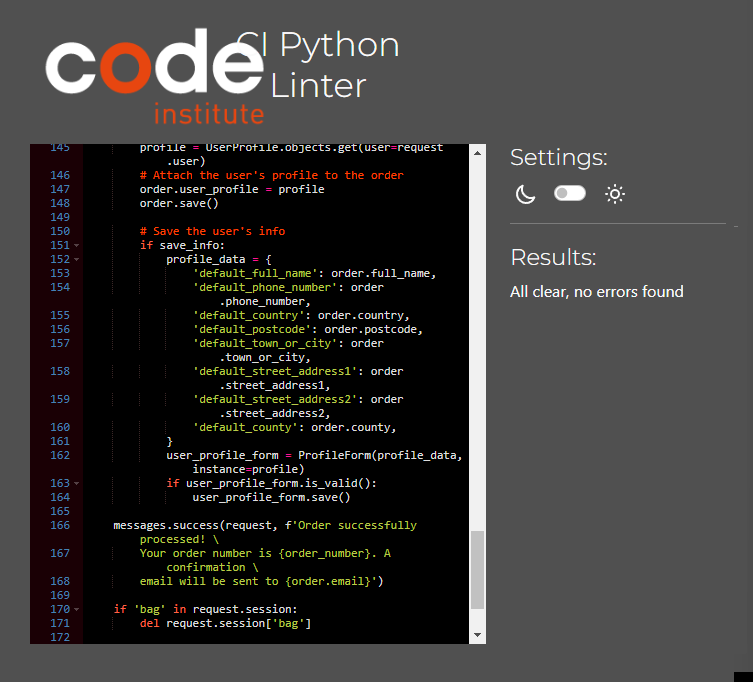 code
institute
CI Python
Linter
145 profile = UserProfile.objects.get(user=request
.user)
146 # Attach the user's profile to the order
147 order.user_profile = profile
148 order.save()
149
150 # Save the user's info
151 if save_info:
152 profile_data = {
153 'default_full_name': order.full_name,
154 'default_phone_number': order
.phone_number,
155 'default_country': order.country,
156 'default_postcode': order.postcode,
157 'default_town_or_city': order
.town_or_city,
158 'default_street_address1': order
.street_address1,
159 'default_street_address2': order
.street_address2,
160 'default_county': order.county,
161 }
162 user_profile_form = ProfileForm(profile_data,
instance=profile)
163 if user_profile_form.is_valid():
164 user_profile_form.save()
165
166 messages.success(request, f'Order successfully
processed! \
167 Your order number is {order_number}. A
confirmation \
168 email will be sent to {order.email}')
169
170 if 'bag' in request.session:
171 del request.session['bag']
172
Settings:
Results:
All clear, no errors found